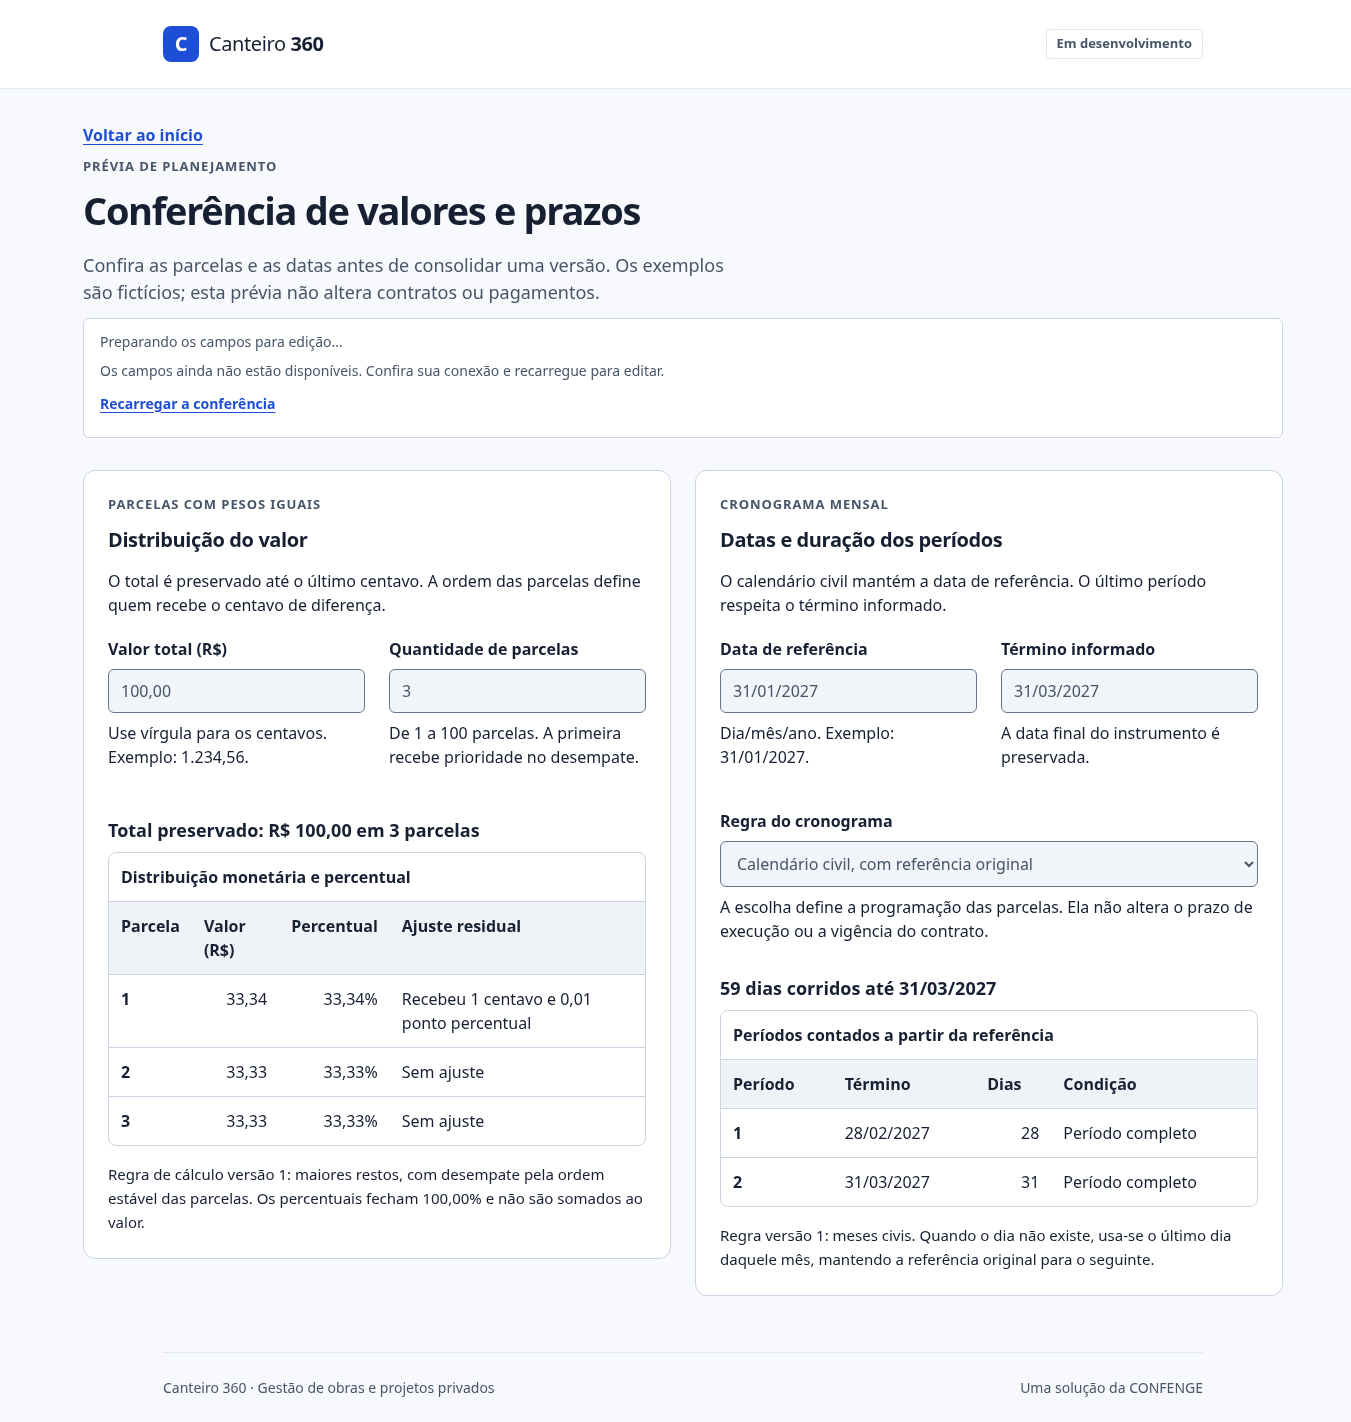 C Canteiro 360
Em desenvolvimento
Voltar ao início
PRÉVIA DE PLANEJAMENTO
Conferência de valores e prazos
Confira as parcelas e as datas antes de consolidar uma versão. Os exemplos
são fictícios; esta prévia não altera contratos ou pagamentos.
Preparando os campos para edição...
Os campos ainda não estão disponíveis. Confira sua conexão e recarregue para editar.
Recarregar a conferência
PARCELAS COM PESOS IGUAIS
Distribuição do valor
O total é preservado até o último centavo. A ordem das parcelas define
quem recebe o centavo de diferença.
Valor total (R$)
Quantidade de parcelas
100,00
3
Use vírgula para os centavos.
Exemplo: 1.234,56.
De 1 a 100 parcelas. A primeira
recebe prioridade no desempate.
Total preservado: R$ 100,00 em 3 parcelas
Distribuição monetária e percentual
Parcela Valor (R$) Percentual Ajuste residual
1 33,34 33,34% Recebeu 1 centavo e 0,01
ponto percentual
2 33,33 33,33% Sem ajuste
3 33,33 33,33% Sem ajuste
Regra de cálculo versão 1: maiores restos, com desempate pela ordem
estável das parcelas. Os percentuais fecham 100,00% e não são somados ao
valor.
CRONOGRAMA MENSAL
Datas e duração dos períodos
O calendário civil mantém a data de referência. O último período
respeita o término informado.
Data de referência
Término informado
31/01/2027
31/03/2027
Dia/mês/ano. Exemplo:
31/01/2027.
A data final do instrumento é
preservada.
Regra do cronograma
Calendário civil, com referência original
A escolha define a programação das parcelas. Ela não altera o prazo de
execução ou a vigência do contrato.
59 dias corridos até 31/03/2027
Períodos contados a partir da referência
Período Término Dias Condição
1 28/02/2027 28 Período completo
2 31/03/2027 31 Período completo
Regra versão 1: meses civis. Quando o dia não existe, usa-se o último dia
daquele mês, mantendo a referência original para o seguinte.
Canteiro 360 · Gestão de obras e projetos privados
Uma solução da CONFENGE